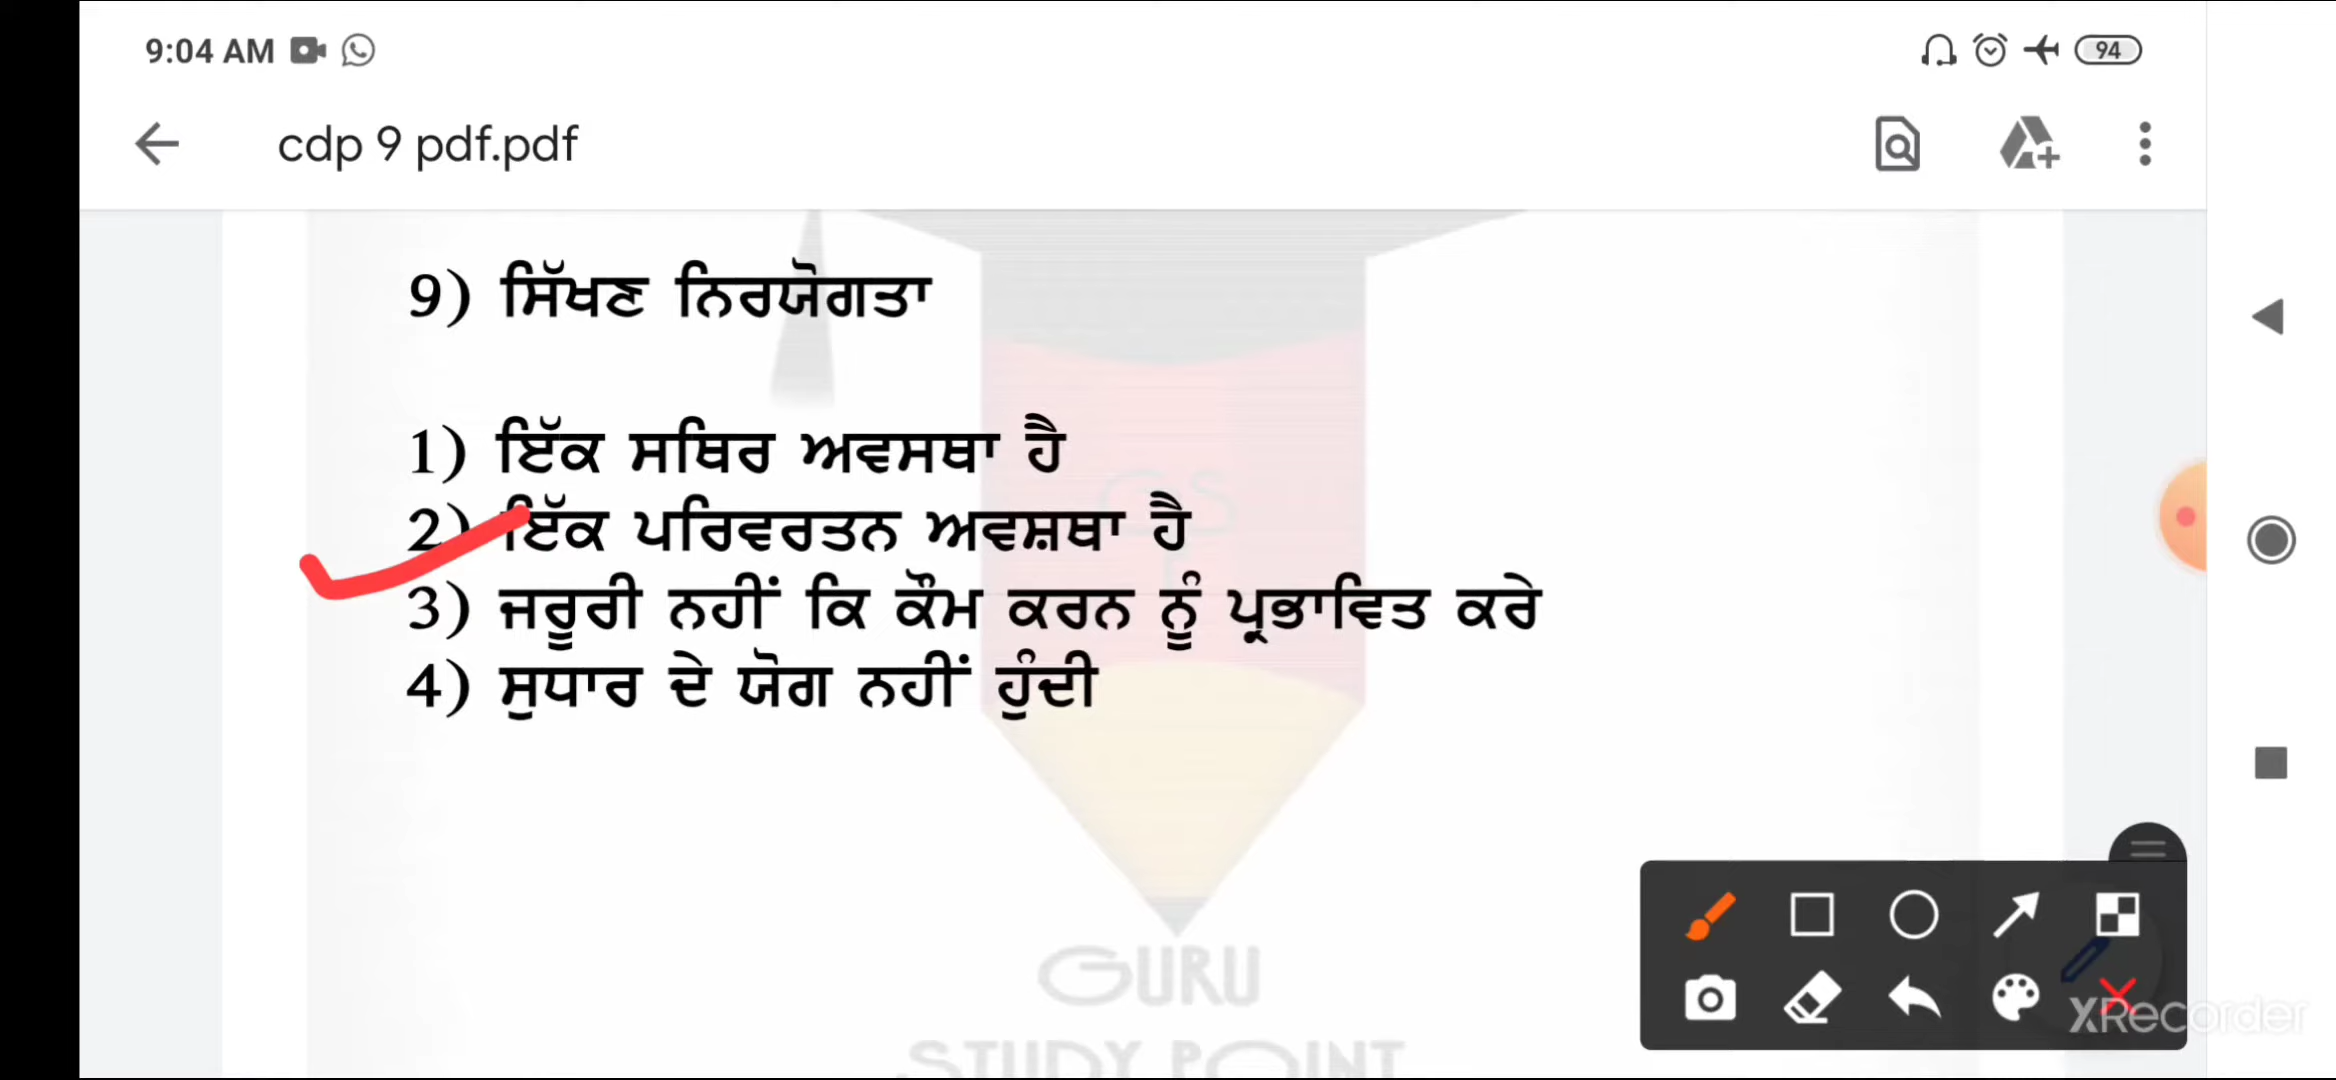 9:04 AM 94
cdp 9 pdf.pdf
9) ਸਿੱਖਣ ਨਿਰਯੋਗਤਾ
1) ਇੱਕ ਸਥਿਰ ਅਵਸਥਾ ਹੈ
2) ਇੱਕ ਪਰਿਵਰਤਨ ਅਵਸ਼ਥਾ ਹੈ
3) ਜਰੂਰੀ ਨਹੀਂ ਕਿ ਕੌਮ ਕਰਨ ਨੂੰ ਪ੍ਰਭਾਵਿਤ ਕਰੇ
4) ਸੁਧਾਰ ਦੇ ਯੋਗ ਨਹੀਂ ਹੁੰਦੀ
GURU
STUDY POINT
XRecorder